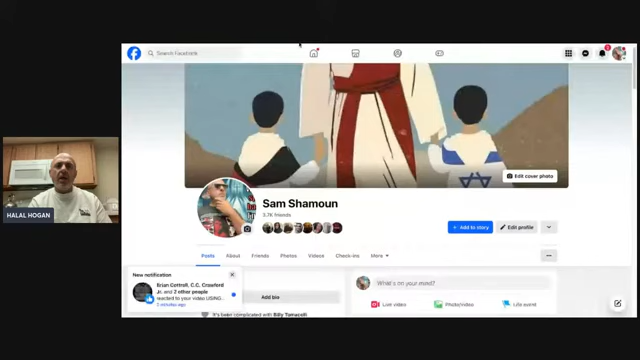 Search Facebook
Edit cover photo
Sam Shamoun
3.7K friends
+ Add to story
Edit profile
Posts
About
Friends
Photos
Videos
Check-ins
More
HALAL HOGAN
New notification
Brian Cottrell, C.C. Crawford
Jr. and 2 other people
reacted to your video USING
5 minutes ago
Add bio
It's been complicated with Billy
What's on your mind?
Live video
Photo/video
Life event